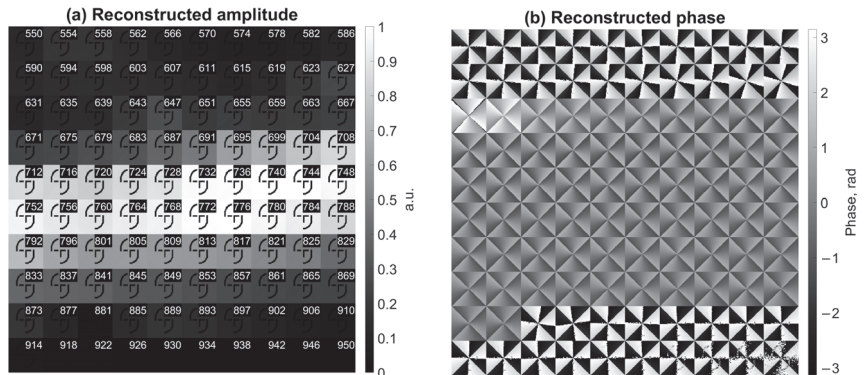 (a) Reconstructed amplitude
550 554 558 562 566 570 574 578 582 586
590 594 598 603 607 611 615 619 623 627
631 635 639 643 647 651 655 659 663 667
671 675 679 683 687 691 695 699 704 708
712 716 720 724 728 732 736 740 744 748
752 756 760 764 768 772 776 780 784 788
792 796 801 805 809 813 817 821 825 829
833 837 841 845 849 853 857 861 865 869
873 877 881 885 889 893 897 902 906 910
914 918 922 926 930 934 938 942 946 950
1
0.9
0.8
0.7
0.6
0.5
0.4
0.3
0.2
0.1
0
a.u.
(b) Reconstructed phase
3
2
1
0
−1
−2
−3
Phase, rad